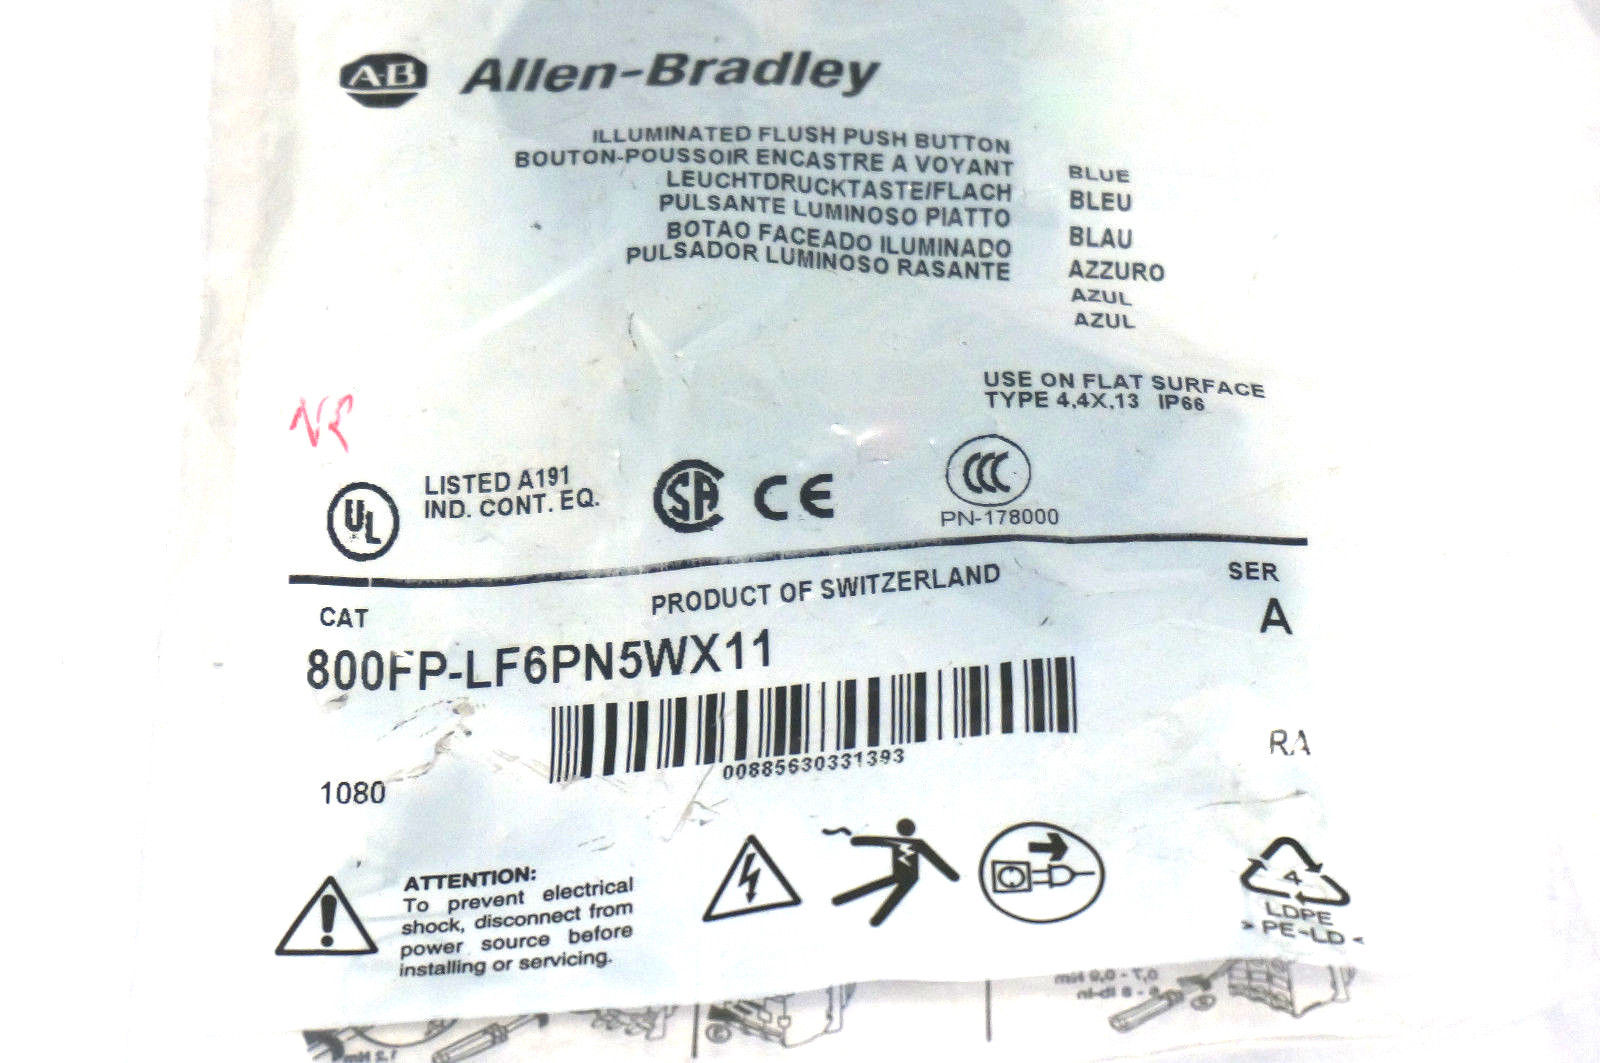 A-B Allen-Bradley
ILLUMINATED FLUSH PUSH BUTTON
BOUTON-POUSSOIR ENCASTRE A VOYANT
LEUCHTDRUCKTASTE/FLACH
PULSANTE LUMINOSO PIATTO
BOTAO FACEADO ILUMINADO
PULSADOR LUMINOSO RASANTE
BLUE
BLEU
BLAU
AZZURO
AZUL
AZUL
USE ON FLAT SURFACE
TYPE 4,4X,13 IP66
UL
LISTED A191
IND. CONT. EQ.
SA
CE
CCC
PN-178000
PRODUCT OF SWITZERLAND
SER
A
CAT
800FP-LF6PN5WX11
00885630331393
RA
1080
ATTENTION:
To prevent electrical
shock, disconnect from
power source before
installing or servicing.
4
LDPE
> PE-LD <